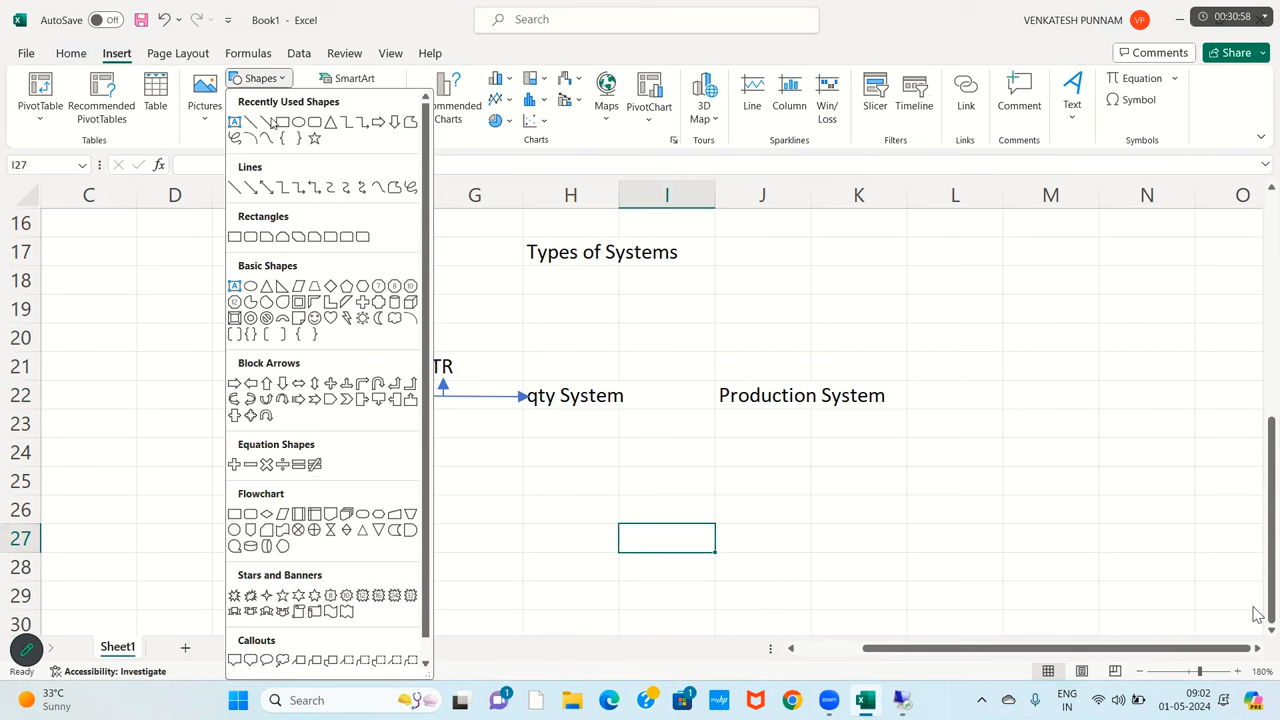 AutoSave Off Book1 - Excel Search VENKATESH PUNNAM VP 00:30:58
File Home Insert Page Layout Formulas Data Review View Help Comments Share
PivotTable Recommended PivotTables Table Pictures Shapes SmartArt ommended Charts Maps PivotChart 3D Map Line Column Win/Loss Slicer Timeline Link Comment Text Equation Symbol
Charts Tours Sparklines Filters Links Comments Symbols
I27 fx
C D G H I J K L M N O
Recently Used Shapes
Lines
Rectangles
Basic Shapes
Block Arrows
Equation Shapes
Flowchart
Stars and Banners
Callouts
16
17 Types of Systems
18
19
20
21 TR
22 qty System Production System
23
24
25
26
27
28
29
30
Sheet1
Ready Accessibility: Investigate 180%
33°C
Sunny
Search
ENG
IN
09:02
01-05-2024